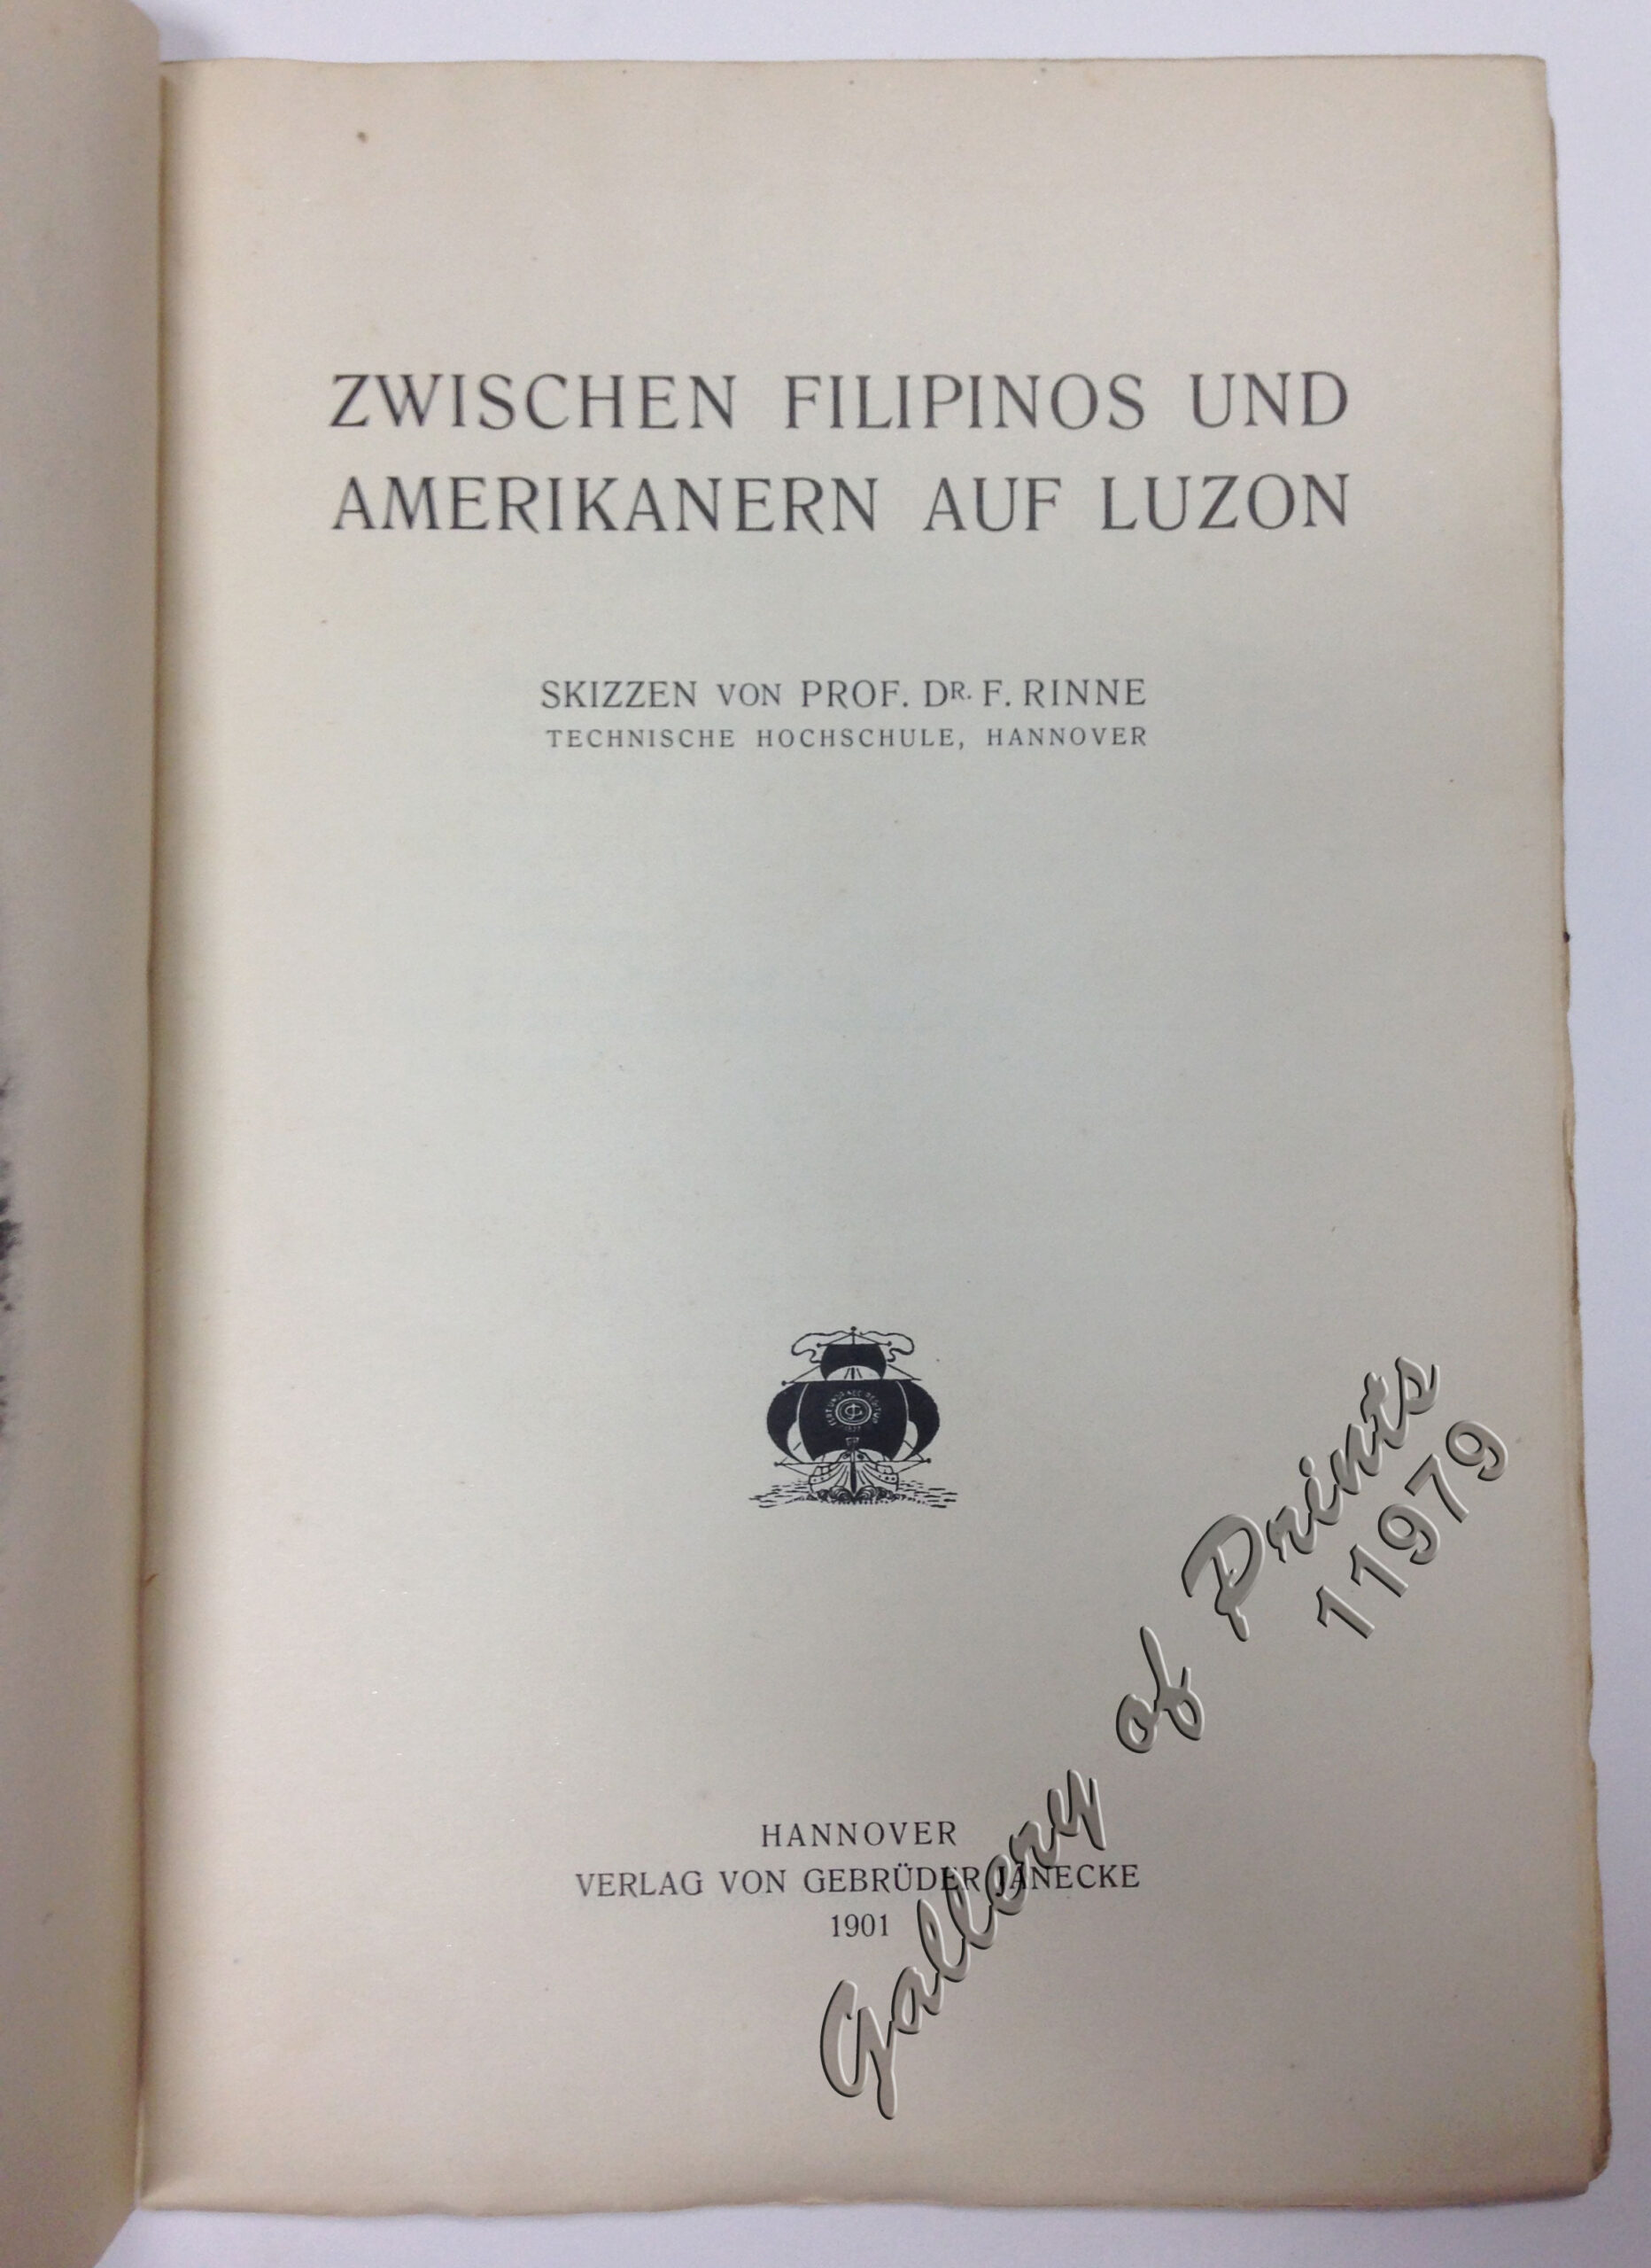 ZWISCHEN FILIPINOS UND
AMERIKANERN AUF LUZON
SKIZZEN VON PROF. DR. F. RINNE
TECHNISCHE HOCHSCHULE, HANNOVER
HANNOVER
VERLAG VON GEBRÜDER JÄNECKE
1901
Gallery of Prints
11979